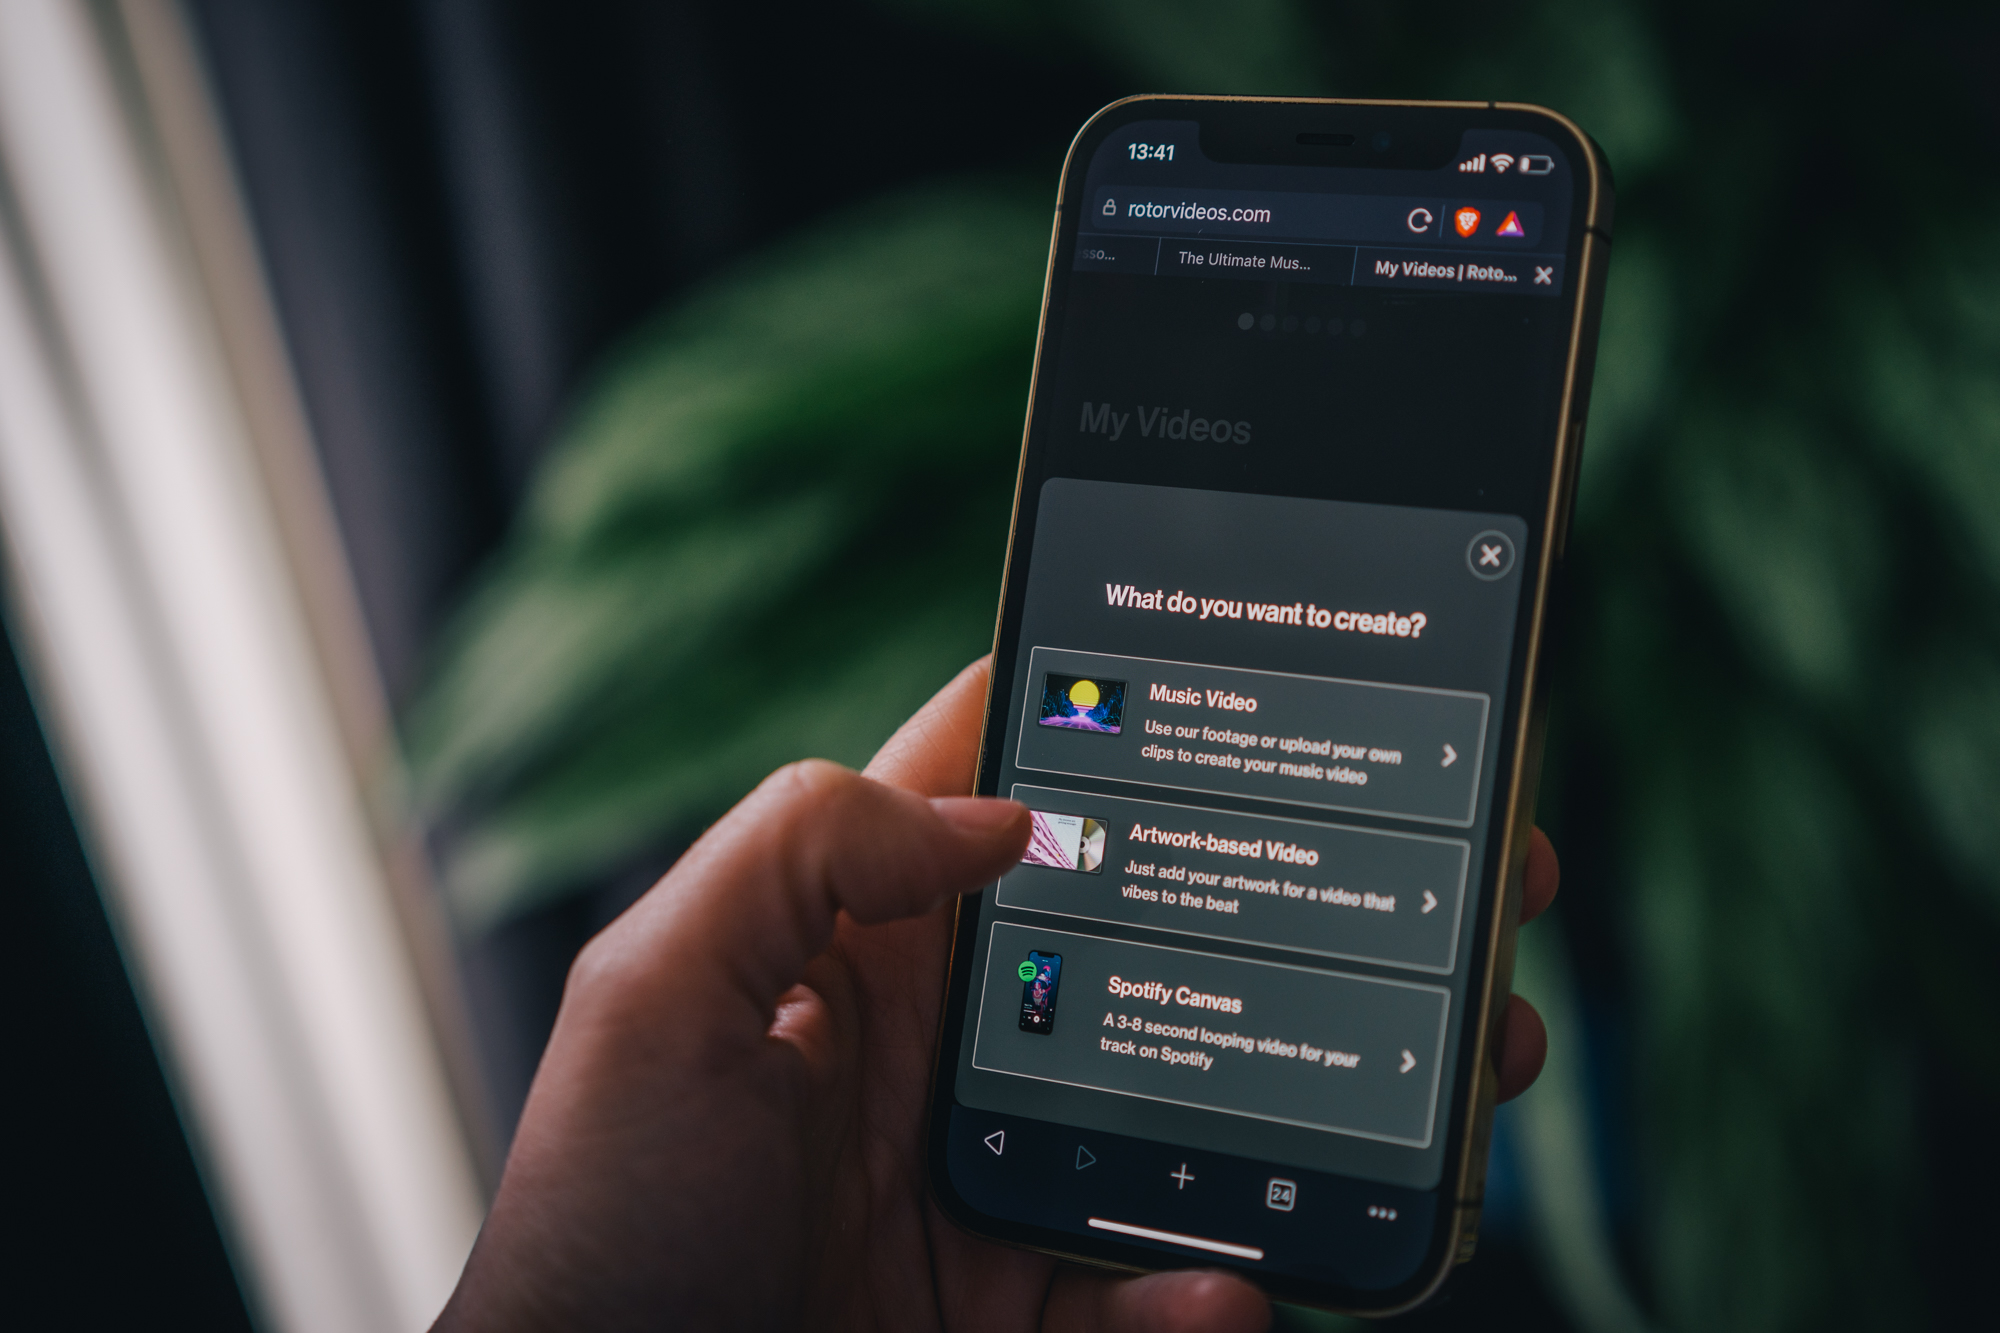 13:41
rotorvideos.com
sso...
The Ultimate Mus...
My Videos | Roto...
My Videos
What do you want to create?
Music Video
Use our footage or upload your own
clips to create your music video
Artwork-based Video
Just add your artwork for a video that
vibes to the beat
Spotify Canvas
A 3-8 second looping video for your
track on Spotify
24